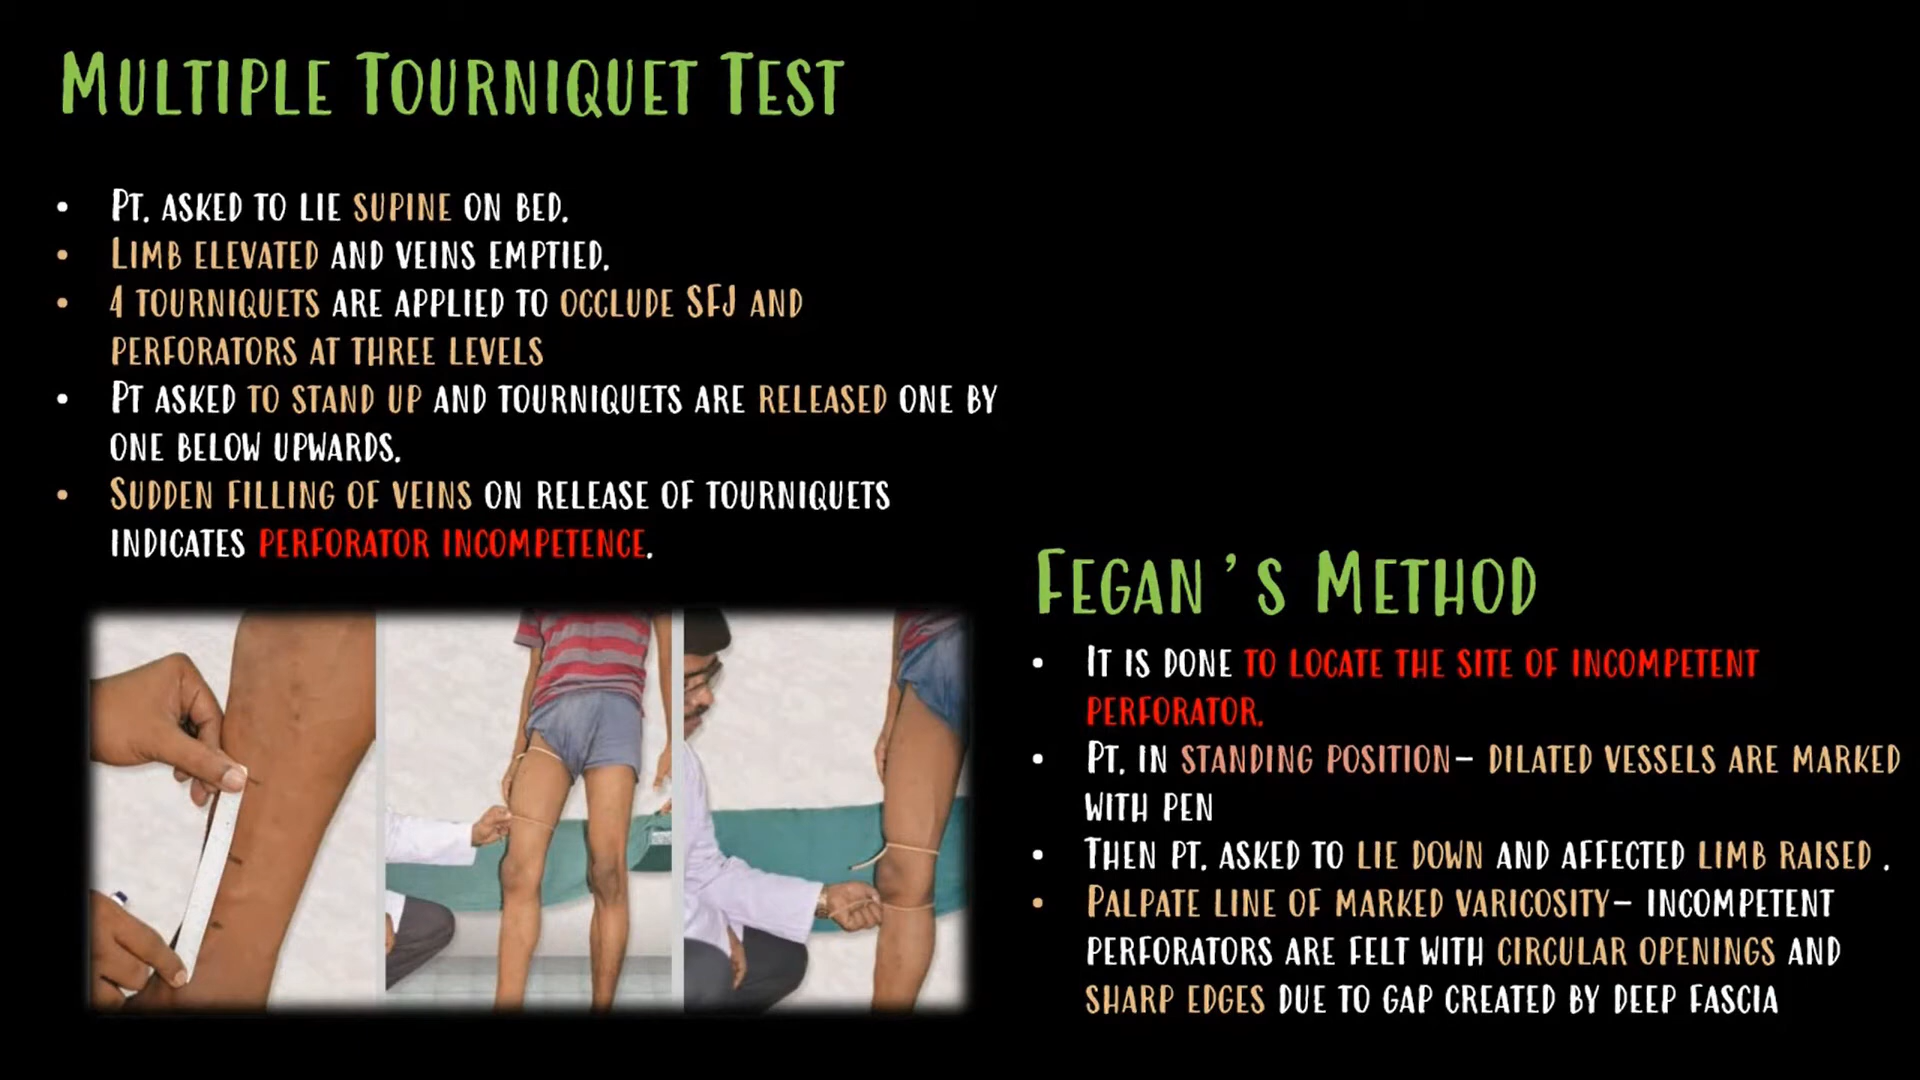 Multiple Tourniquet Test
• Pt. asked to lie supine on bed.
• Limb elevated and veins emptied.
• 4 tourniquets are applied to occlude SFJ and
perforators at three levels
• Pt asked to stand up and tourniquets are released one by
one below upwards.
• Sudden filling of veins on release of tourniquets
indicates perforator incompetence.
Fegan's Method
• It is done to locate the site of incompetent
perforator.
• Pt. in standing position– dilated vessels are marked
with pen
• Then pt. asked to lie down and affected limb raised .
• Palpate line of marked varicosity– incompetent
perforators are felt with circular openings and
sharp edges due to gap created by deep fascia